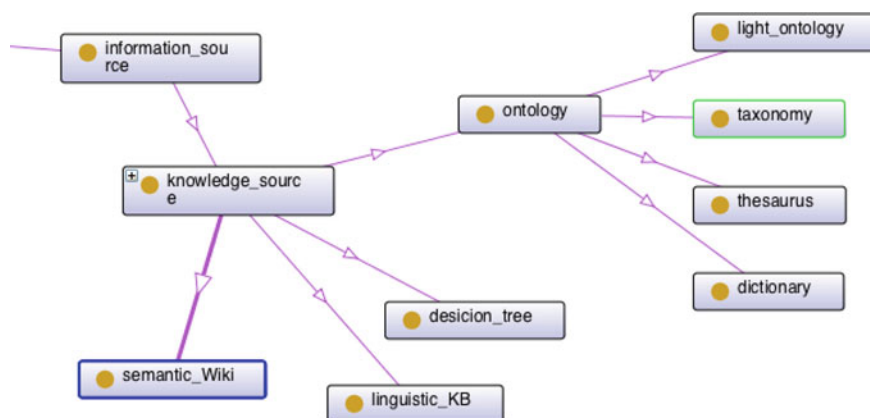 information_sou
rce
light_ontology
ontology
taxonomy
knowledge_sourc
e
thesaurus
dictionary
desicion_tree
semantic_Wiki
linguistic_KB